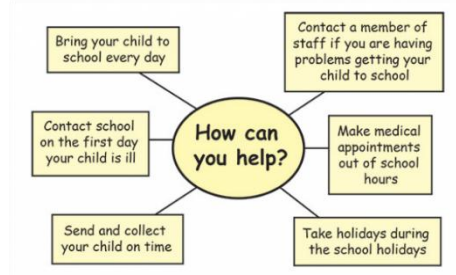 Bring your child to
school every day
Contact a member of
staff if you are having
problems getting your
child to school
Contact school
on the first day
your child is ill
How can
you help?
Make medical
appointments
out of school
hours
Send and collect
your child on time
Take holidays during
the school holidays